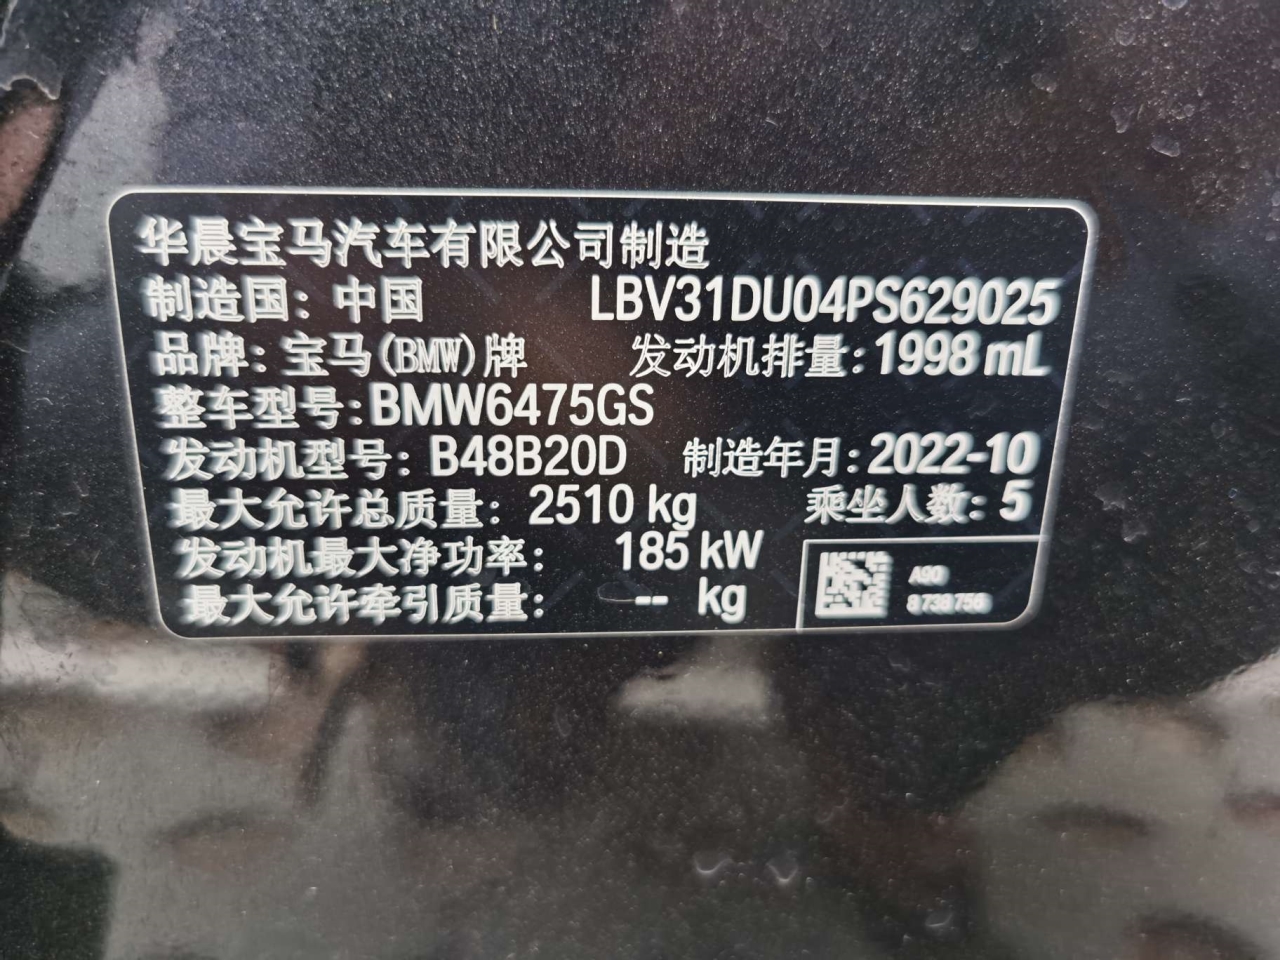 华晨宝马汽车有限公司制造
制造国：中国 LBV31DU04PS629025
品牌：宝马(BMW)牌 发动机排量：1998 mL
整车型号：BMW6475GS
发动机型号：B48B20D 制造年月：2022-10
最大允许总质量：2510 kg 乘坐人数：5
发动机最大净功率：185 kW
最大允许牵引质量：-- kg
A90
8738758